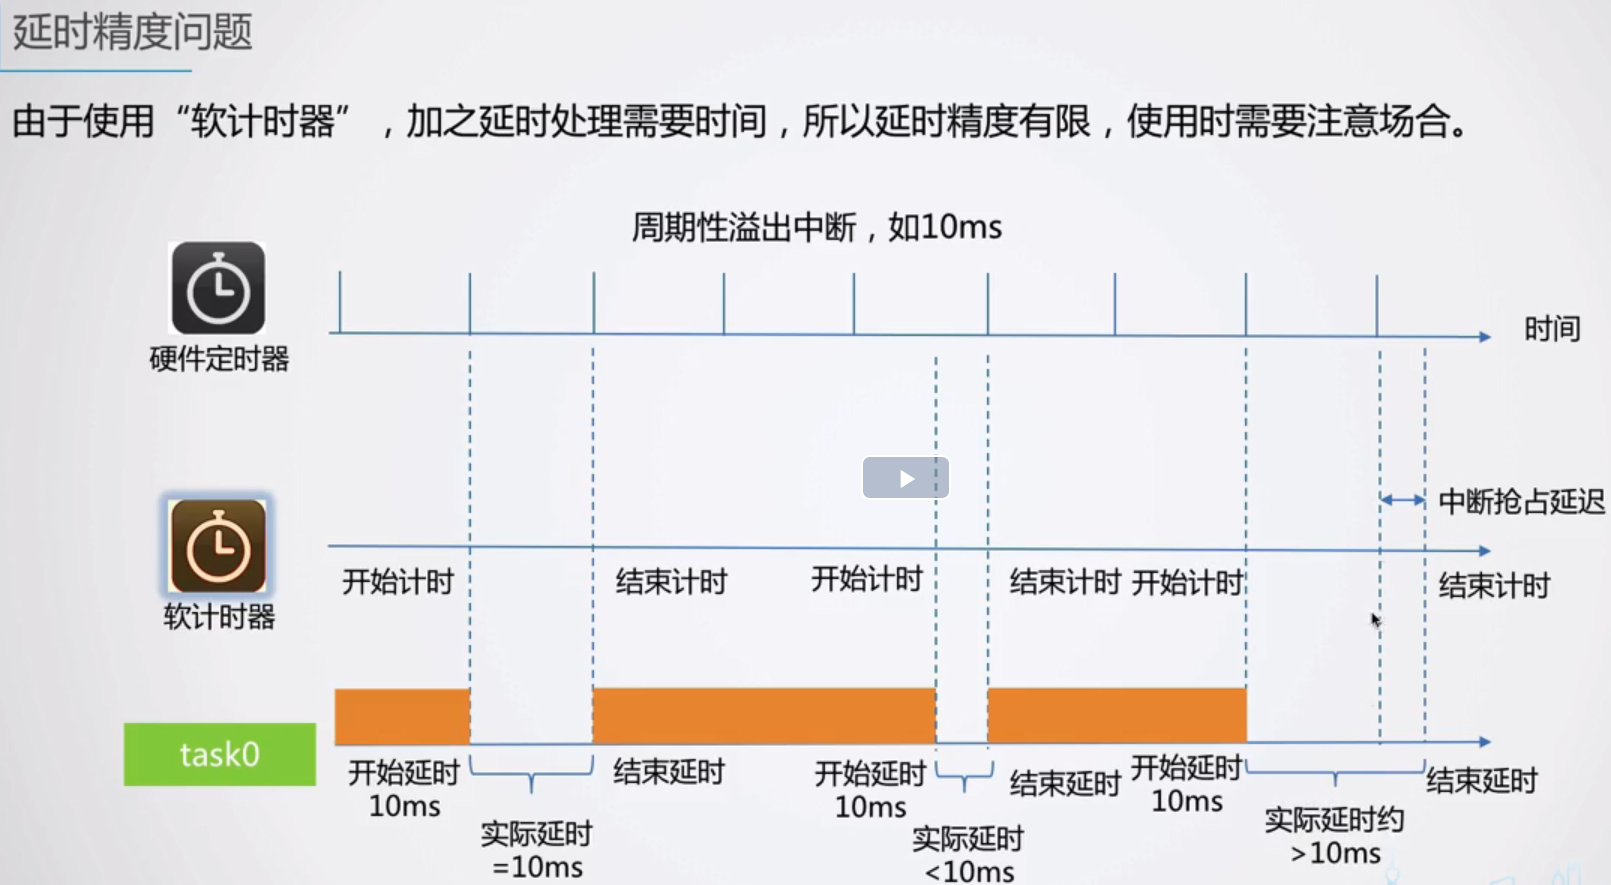 延时精度问题
由于使用“软计时器”，加之延时处理需要时间，所以延时精度有限，使用时需要注意场合。
周期性溢出中断，如10ms
时间
硬件定时器
中断抢占延迟
开始计时
结束计时
开始计时
结束计时
开始计时
结束计时
软计时器
task0
开始延时
10ms
结束延时
开始延时
10ms
结束延时
开始延时
10ms
结束延时
实际延时
=10ms
实际延时
<10ms
实际延时约
>10ms